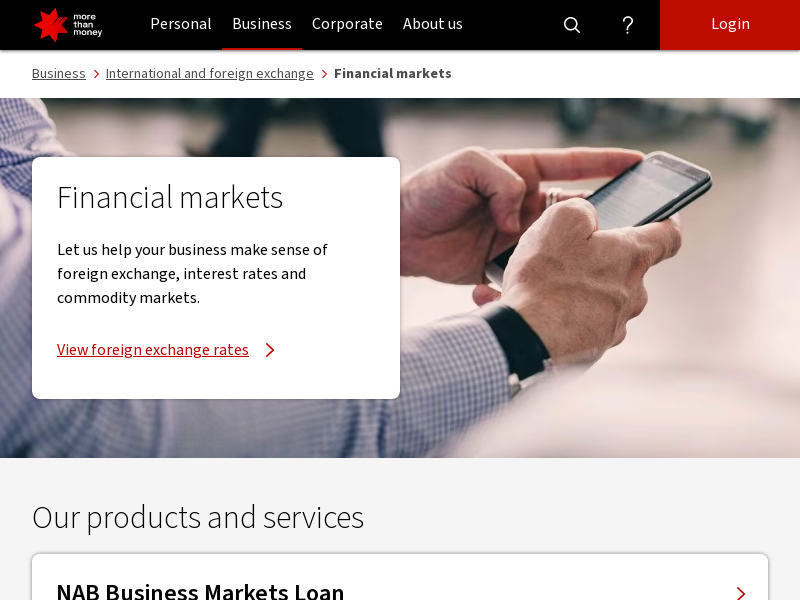 more
than
money
Personal
Business
Corporate
About us
Login
Business
International and foreign exchange
Financial markets
Financial markets
Let us help your business make sense of
foreign exchange, interest rates and
commodity markets.
View foreign exchange rates
Our products and services
NAB Business Markets Loan